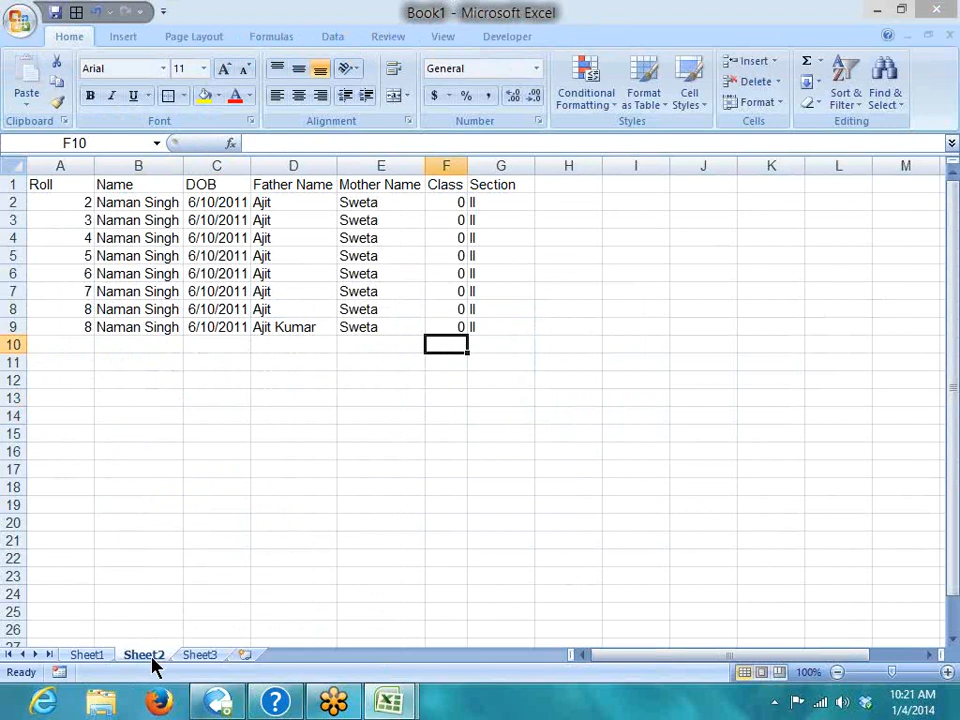 Book1 - Microsoft Excel
Home Insert Page Layout Formulas Data Review View Developer
Paste Arial 11 General Conditional Formatting Format as Table Cell Styles Insert Delete Format Sort & Filter Find & Select
B I U $ % ,
Clipboard Font Alignment Number Styles Cells Editing
F10 fx
A B C D E F G H I J K L M
1 Roll Name DOB Father Name Mother Name Class Section
2 2 Naman Singh 6/10/2011 Ajit Sweta 0 II
3 3 Naman Singh 6/10/2011 Ajit Sweta 0 II
4 4 Naman Singh 6/10/2011 Ajit Sweta 0 II
5 5 Naman Singh 6/10/2011 Ajit Sweta 0 II
6 6 Naman Singh 6/10/2011 Ajit Sweta 0 II
7 7 Naman Singh 6/10/2011 Ajit Sweta 0 II
8 8 Naman Singh 6/10/2011 Ajit Sweta 0 II
9 8 Naman Singh 6/10/2011 Ajit Kumar Sweta 0 II
10
11
12
13
14
15
16
17
18
19
20
21
22
23
24
25
26
27
Sheet1 Sheet2 Sheet3
Ready 100%
10:21 AM
1/4/2014